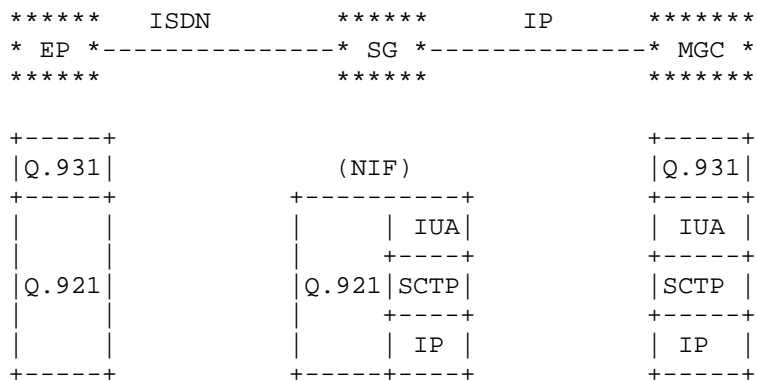 ******     ISDN        ******        IP       *******
* EP *---------------* SG *--------------* MGC *
******               ******              *******
+-----+                                  +-----+
|Q.931|              (NIF)               |Q.931|
+-----+           +----------+           +-----+
|     |           |     | IUA|           | IUA |
|     |           |     +----+           +-----+
|Q.921|           |Q.921|SCTP|           |SCTP |
|     |           |     +----+           +-----+
|     |           |     | IP |           | IP  |
+-----+           +-----+----+           +-----+